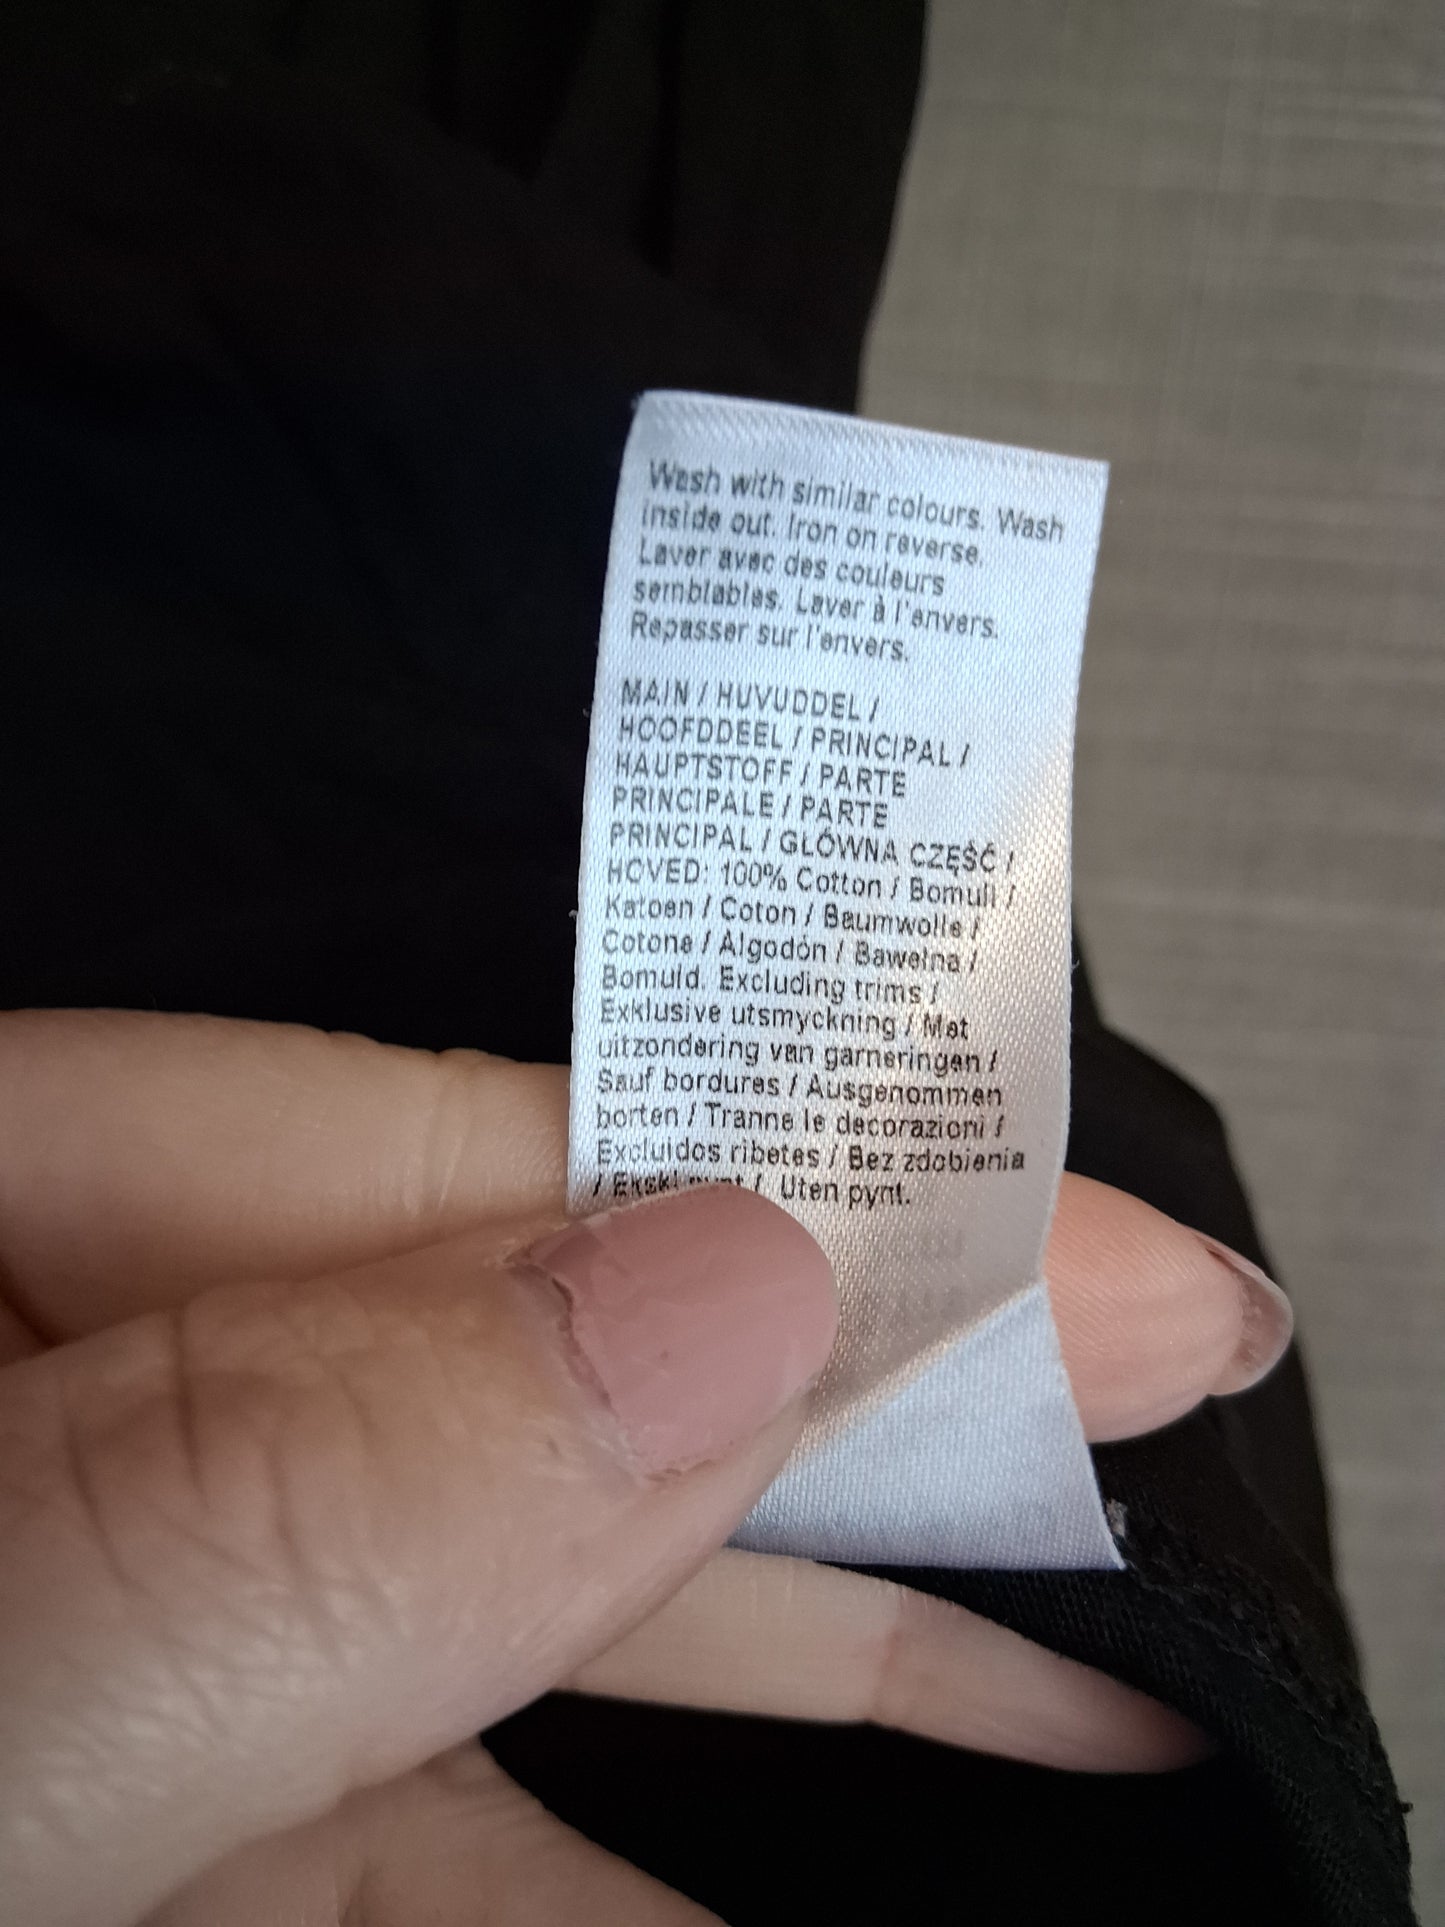 Wash with similar colours. Wash
inside out. Iron on reverse.
Laver avec des couleurs
semblables. Laver à l'envers.
Repasser sur l'envers.
MAIN / HUVUDDEL /
HOOFDDEEL / PRINCIPAL /
HAUPTSTOFF / PARTE
PRINCIPALE / PARTE
PRINCIPAL / GŁÓWNA CZĘŚĆ /
HOVED: 100% Cotton / Bomull /
Katoen / Coton / Baumwolle /
Cotone / Algodón / Bawełna /
Bomuld. Excluding trims /
Exklusive utsmyckning / Met
uitzondering van garneringen /
Sauf bordures / Ausgenommen
borten / Tranne le decorazioni /
Excluidos ribetes / Bez zdobienia
/ Ekskl pynt / Uten pynt.